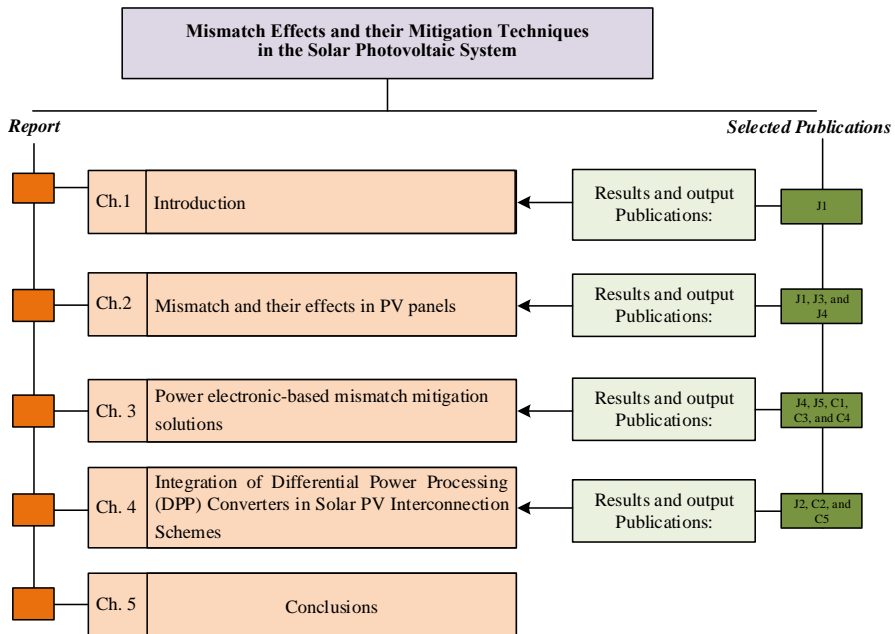 Mismatch Effects and their Mitigation Techniques
in the Solar Photovoltaic System
Report
Selected Publications
Ch.1
Introduction
Results and output
Publications:
J1
Ch.2
Mismatch and their effects in PV panels
Results and output
Publications:
J1, J3, and
J4
Ch. 3
Power electronic-based mismatch mitigation
solutions
Results and output
Publications:
J4, J5, C1,
C3, and C4
Ch. 4
Integration of Differential Power Processing
(DPP) Converters in Solar PV Interconnection
Schemes
Results and output
Publications:
J2, C2, and
C5
Ch. 5
Conclusions